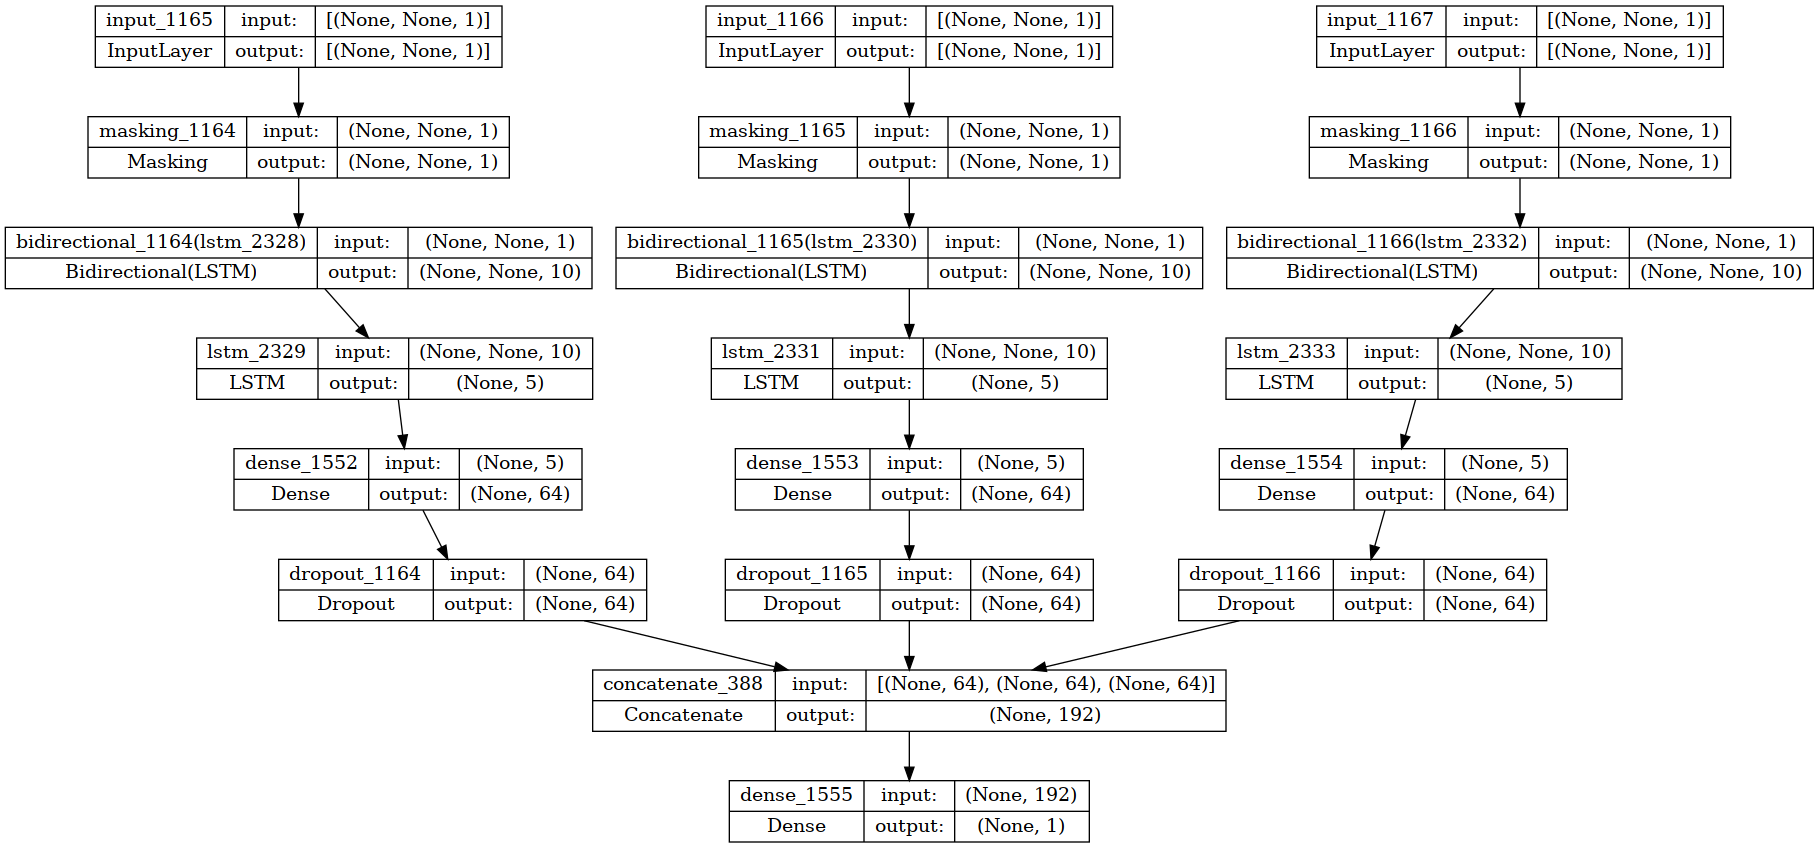 input_1165 input: [(None, None, 1)]
InputLayer output: [(None, None, 1)]
input_1166 input: [(None, None, 1)]
InputLayer output: [(None, None, 1)]
input_1167 input: [(None, None, 1)]
InputLayer output: [(None, None, 1)]
masking_1164 input: (None, None, 1)
Masking output: (None, None, 1)
masking_1165 input: (None, None, 1)
Masking output: (None, None, 1)
masking_1166 input: (None, None, 1)
Masking output: (None, None, 1)
bidirectional_1164(lstm_2328) input: (None, None, 1)
Bidirectional(LSTM) output: (None, None, 10)
bidirectional_1165(lstm_2330) input: (None, None, 1)
Bidirectional(LSTM) output: (None, None, 10)
bidirectional_1166(lstm_2332) input: (None, None, 1)
Bidirectional(LSTM) output: (None, None, 10)
lstm_2329 input: (None, None, 10)
LSTM output: (None, 5)
lstm_2331 input: (None, None, 10)
LSTM output: (None, 5)
lstm_2333 input: (None, None, 10)
LSTM output: (None, 5)
dense_1552 input: (None, 5)
Dense output: (None, 64)
dense_1553 input: (None, 5)
Dense output: (None, 64)
dense_1554 input: (None, 5)
Dense output: (None, 64)
dropout_1164 input: (None, 64)
Dropout output: (None, 64)
dropout_1165 input: (None, 64)
Dropout output: (None, 64)
dropout_1166 input: (None, 64)
Dropout output: (None, 64)
concatenate_388 input: [(None, 64), (None, 64), (None, 64)]
Concatenate output: (None, 192)
dense_1555 input: (None, 192)
Dense output: (None, 1)